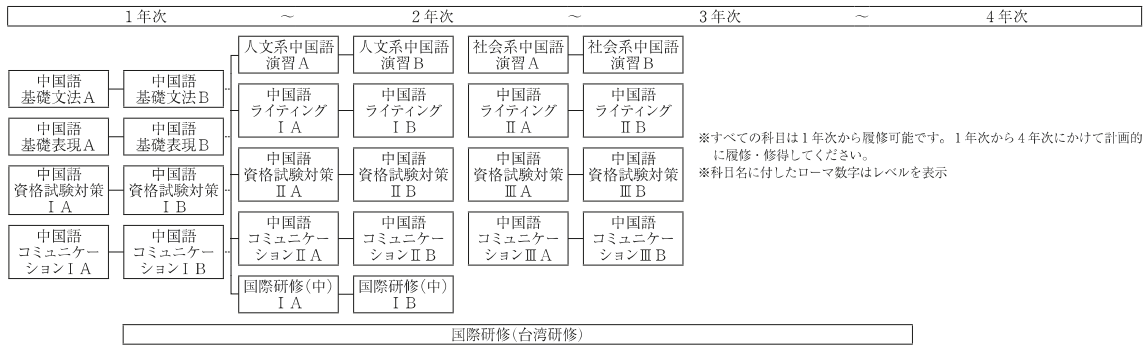 1年次 ～ 2年次 ～ 3年次 ～ 4年次
人文系中国語
演習A
人文系中国語
演習B
社会系中国語
演習A
社会系中国語
演習B
中国語
基礎文法A
中国語
基礎文法B
中国語
ライティング
ⅠA
中国語
ライティング
ⅠB
中国語
ライティング
ⅡA
中国語
ライティング
ⅡB
中国語
基礎表現A
中国語
基礎表現B
中国語
資格試験対策
ⅠA
中国語
資格試験対策
ⅠB
中国語
資格試験対策
ⅡA
中国語
資格試験対策
ⅡB
中国語
資格試験対策
ⅢA
中国語
資格試験対策
ⅢB
中国語
コミュニケー
ションⅠA
中国語
コミュニケー
ションⅠB
中国語
コミュニケー
ションⅡA
中国語
コミュニケー
ションⅡB
中国語
コミュニケー
ションⅢA
中国語
コミュニケー
ションⅢB
国際研修(中)
ⅠA
国際研修(中)
ⅠB
※すべての科目は1年次から履修可能です。1年次から4年次にかけて計画的
に履修・修得してください。
※科目名に付したローマ数字はレベルを表示
国際研修(台湾研修)